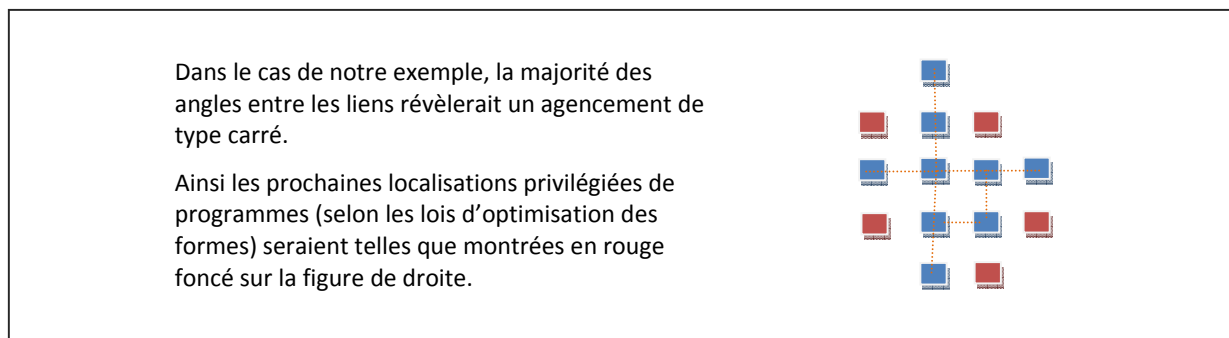 Dans le cas de notre exemple, la majorité des
angles entre les liens révèlerait un agencement de
type carré.
Ainsi les prochaines localisations privilégiées de
programmes (selon les lois d’optimisation des
formes) seraient telles que montrées en rouge
foncé sur la figure de droite.